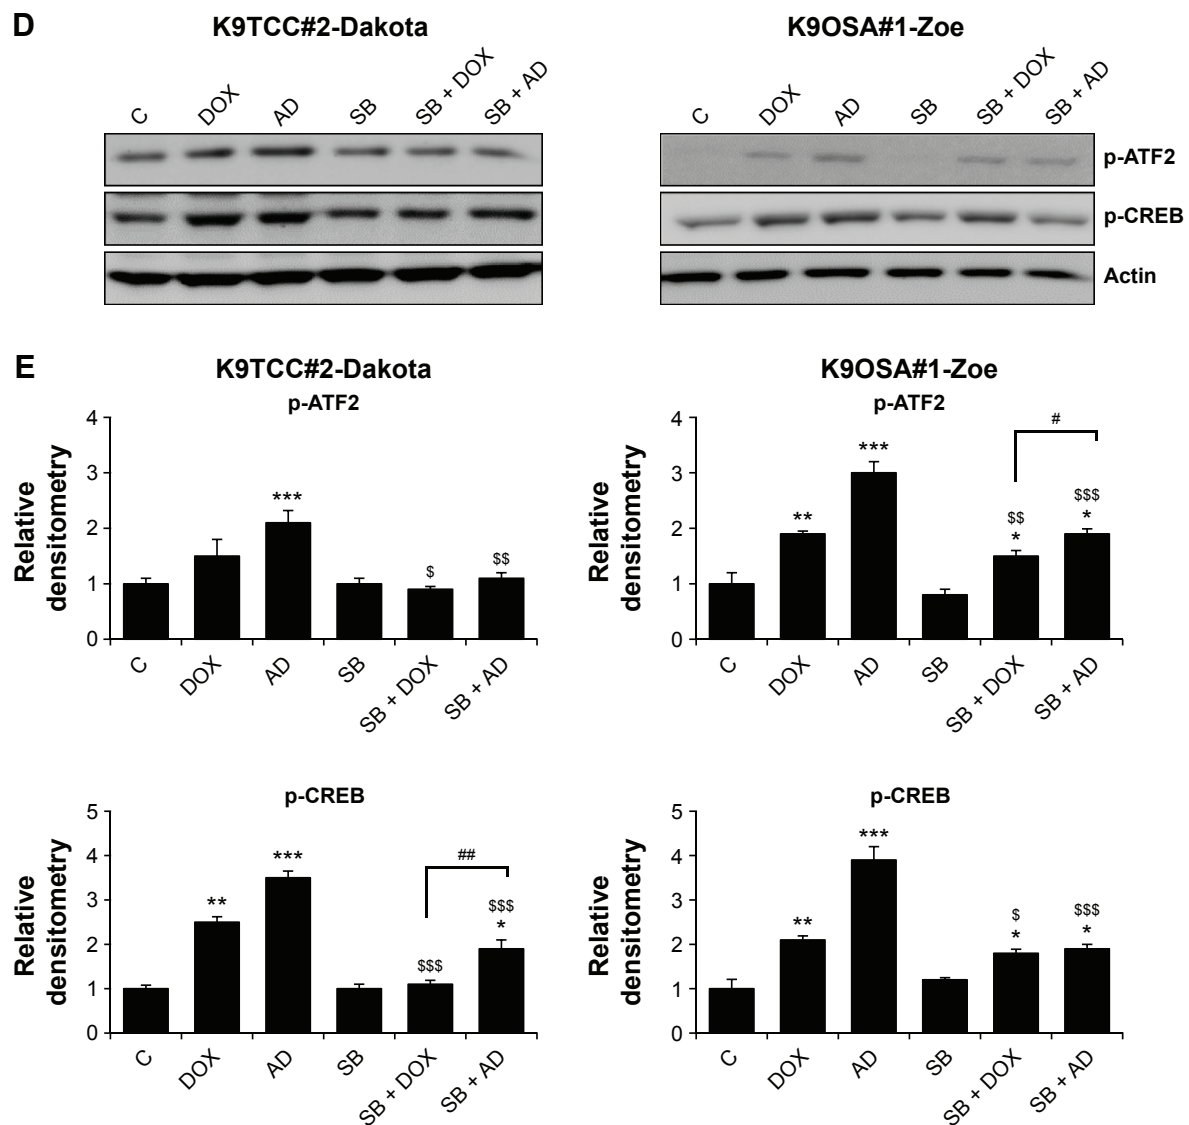 D
K9TCC#2-Dakota
K9OSA#1-Zoe
C DOX AD SB SB + DOX SB + AD
C DOX AD SB SB + DOX SB + AD
p-ATF2
p-CREB
Actin
E
K9TCC#2-Dakota
p-ATF2
Relative
densitometry
4
3
2
1
0
***
$
$$
C DOX AD SB SB + DOX SB + AD
K9OSA#1-Zoe
p-ATF2
Relative
densitometry
4
3
2
1
0
**
***
#
$$
*
$$$
*
C DOX AD SB SB + DOX SB + AD
p-CREB
Relative
densitometry
5
4
3
2
1
0
**
***
##
$$$
$$$
*
C DOX AD SB SB + DOX SB + AD
p-CREB
Relative
densitometry
5
4
3
2
1
0
**
***
$
*
$$$
*
C DOX AD SB SB + DOX SB + AD